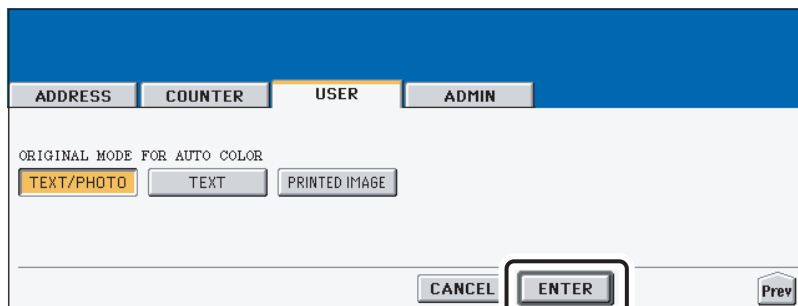 ADDRESS COUNTER USER ADMIN
ORIGINAL MODE FOR AUTO COLOR
TEXT/PHOTO TEXT PRINTED IMAGE
CANCEL ENTER Prev